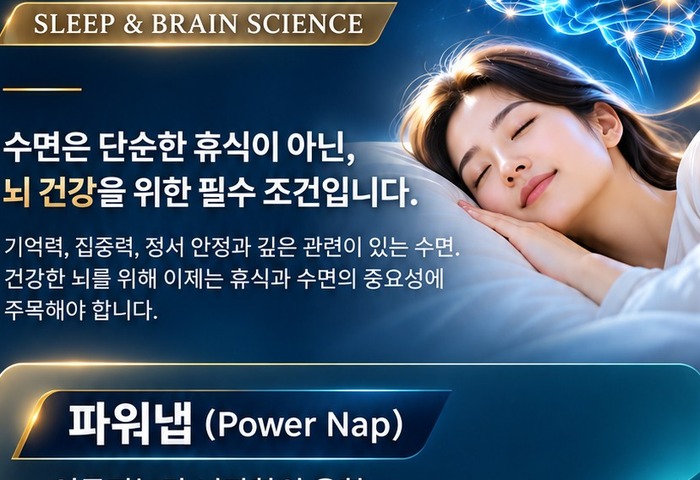 SLEEP & BRAIN SCIENCE
수면은 단순한 휴식이 아닌,
뇌 건강을 위한 필수 조건입니다.
기억력, 집중력, 정서 안정과 깊은 관련이 있는 수면.
건강한 뇌를 위해 이제는 휴식과 수면의 중요성에
주목해야 합니다.
파워냅 (Power Nap)